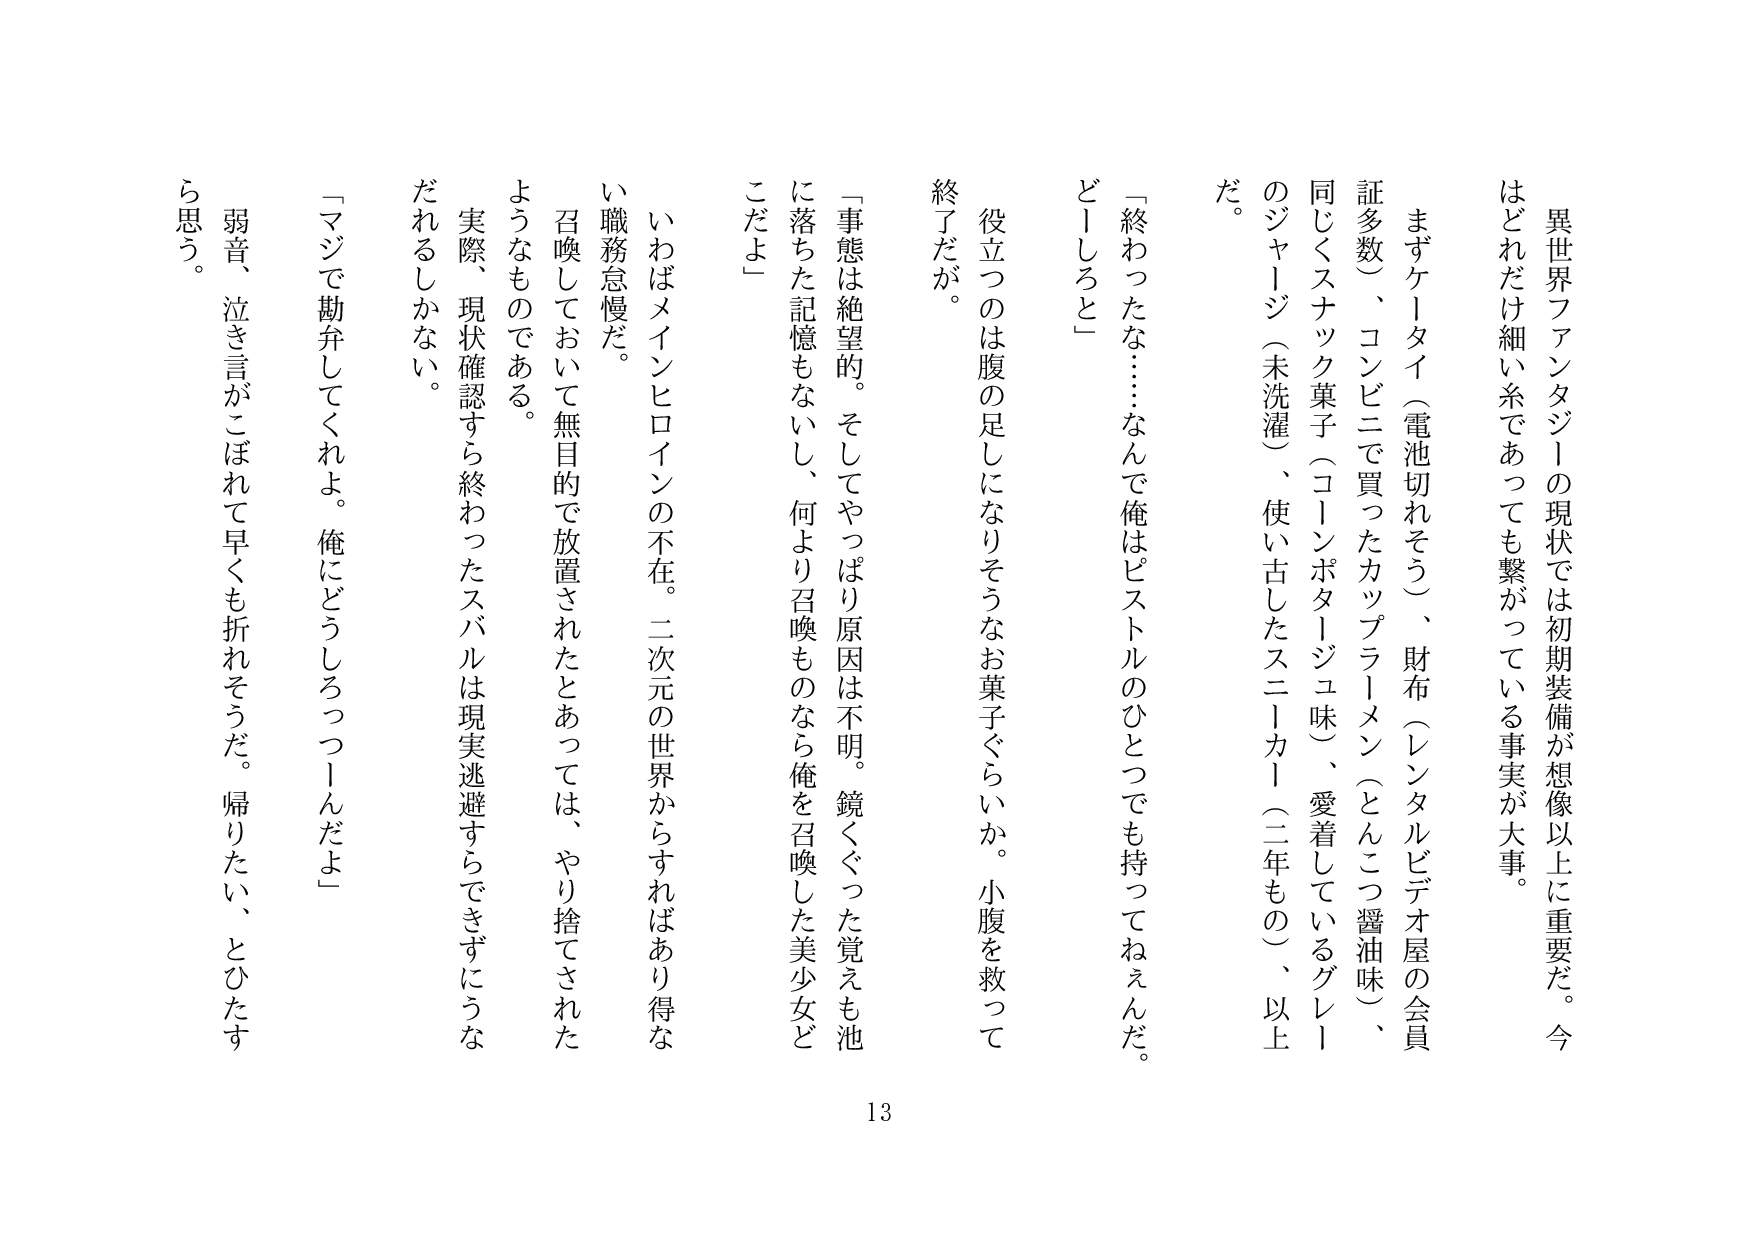 異世界ファンタジーの現状では初期装備が想像以上に重要だ。今
はどれだけ細い糸であっても繋がっている事実が大事。
　まずケータイ（電池切れそう）、財布（レンタルビデオ屋の会員
証多数）、コンビニで買ったカップラーメン（とんこつ醤油味）、
同じくスナック菓子（コーンポタージュ味）、愛着しているグレー
のジャージ（未洗濯）、使い古したスニーカー（二年もの）、以上
だ。
「終わったな……なんで俺はピストルのひとつでも持ってねぇんだ。
どーしろと」
　役立つのは腹の足しになりそうなお菓子ぐらいか。小腹を救って
終了だが。
「事態は絶望的。そしてやっぱり原因は不明。鏡くぐった覚えも池
に落ちた記憶もないし、何より召喚ものなら俺を召喚した美少女ど
こだよ」
　いわばメインヒロインの不在。二次元の世界からすればあり得な
い職務怠慢だ。
　召喚しておいて無目的で放置されたとあっては、やり捨てされた
ようなものである。
　実際、現状確認すら終わったスバルは現実逃避すらできずにうな
だれるしかない。
「マジで勘弁してくれよ。俺にどうしろっつーんだよ」
　弱音、泣き言がこぼれて早くも折れそうだ。帰りたい、とひたす
ら思う。
13